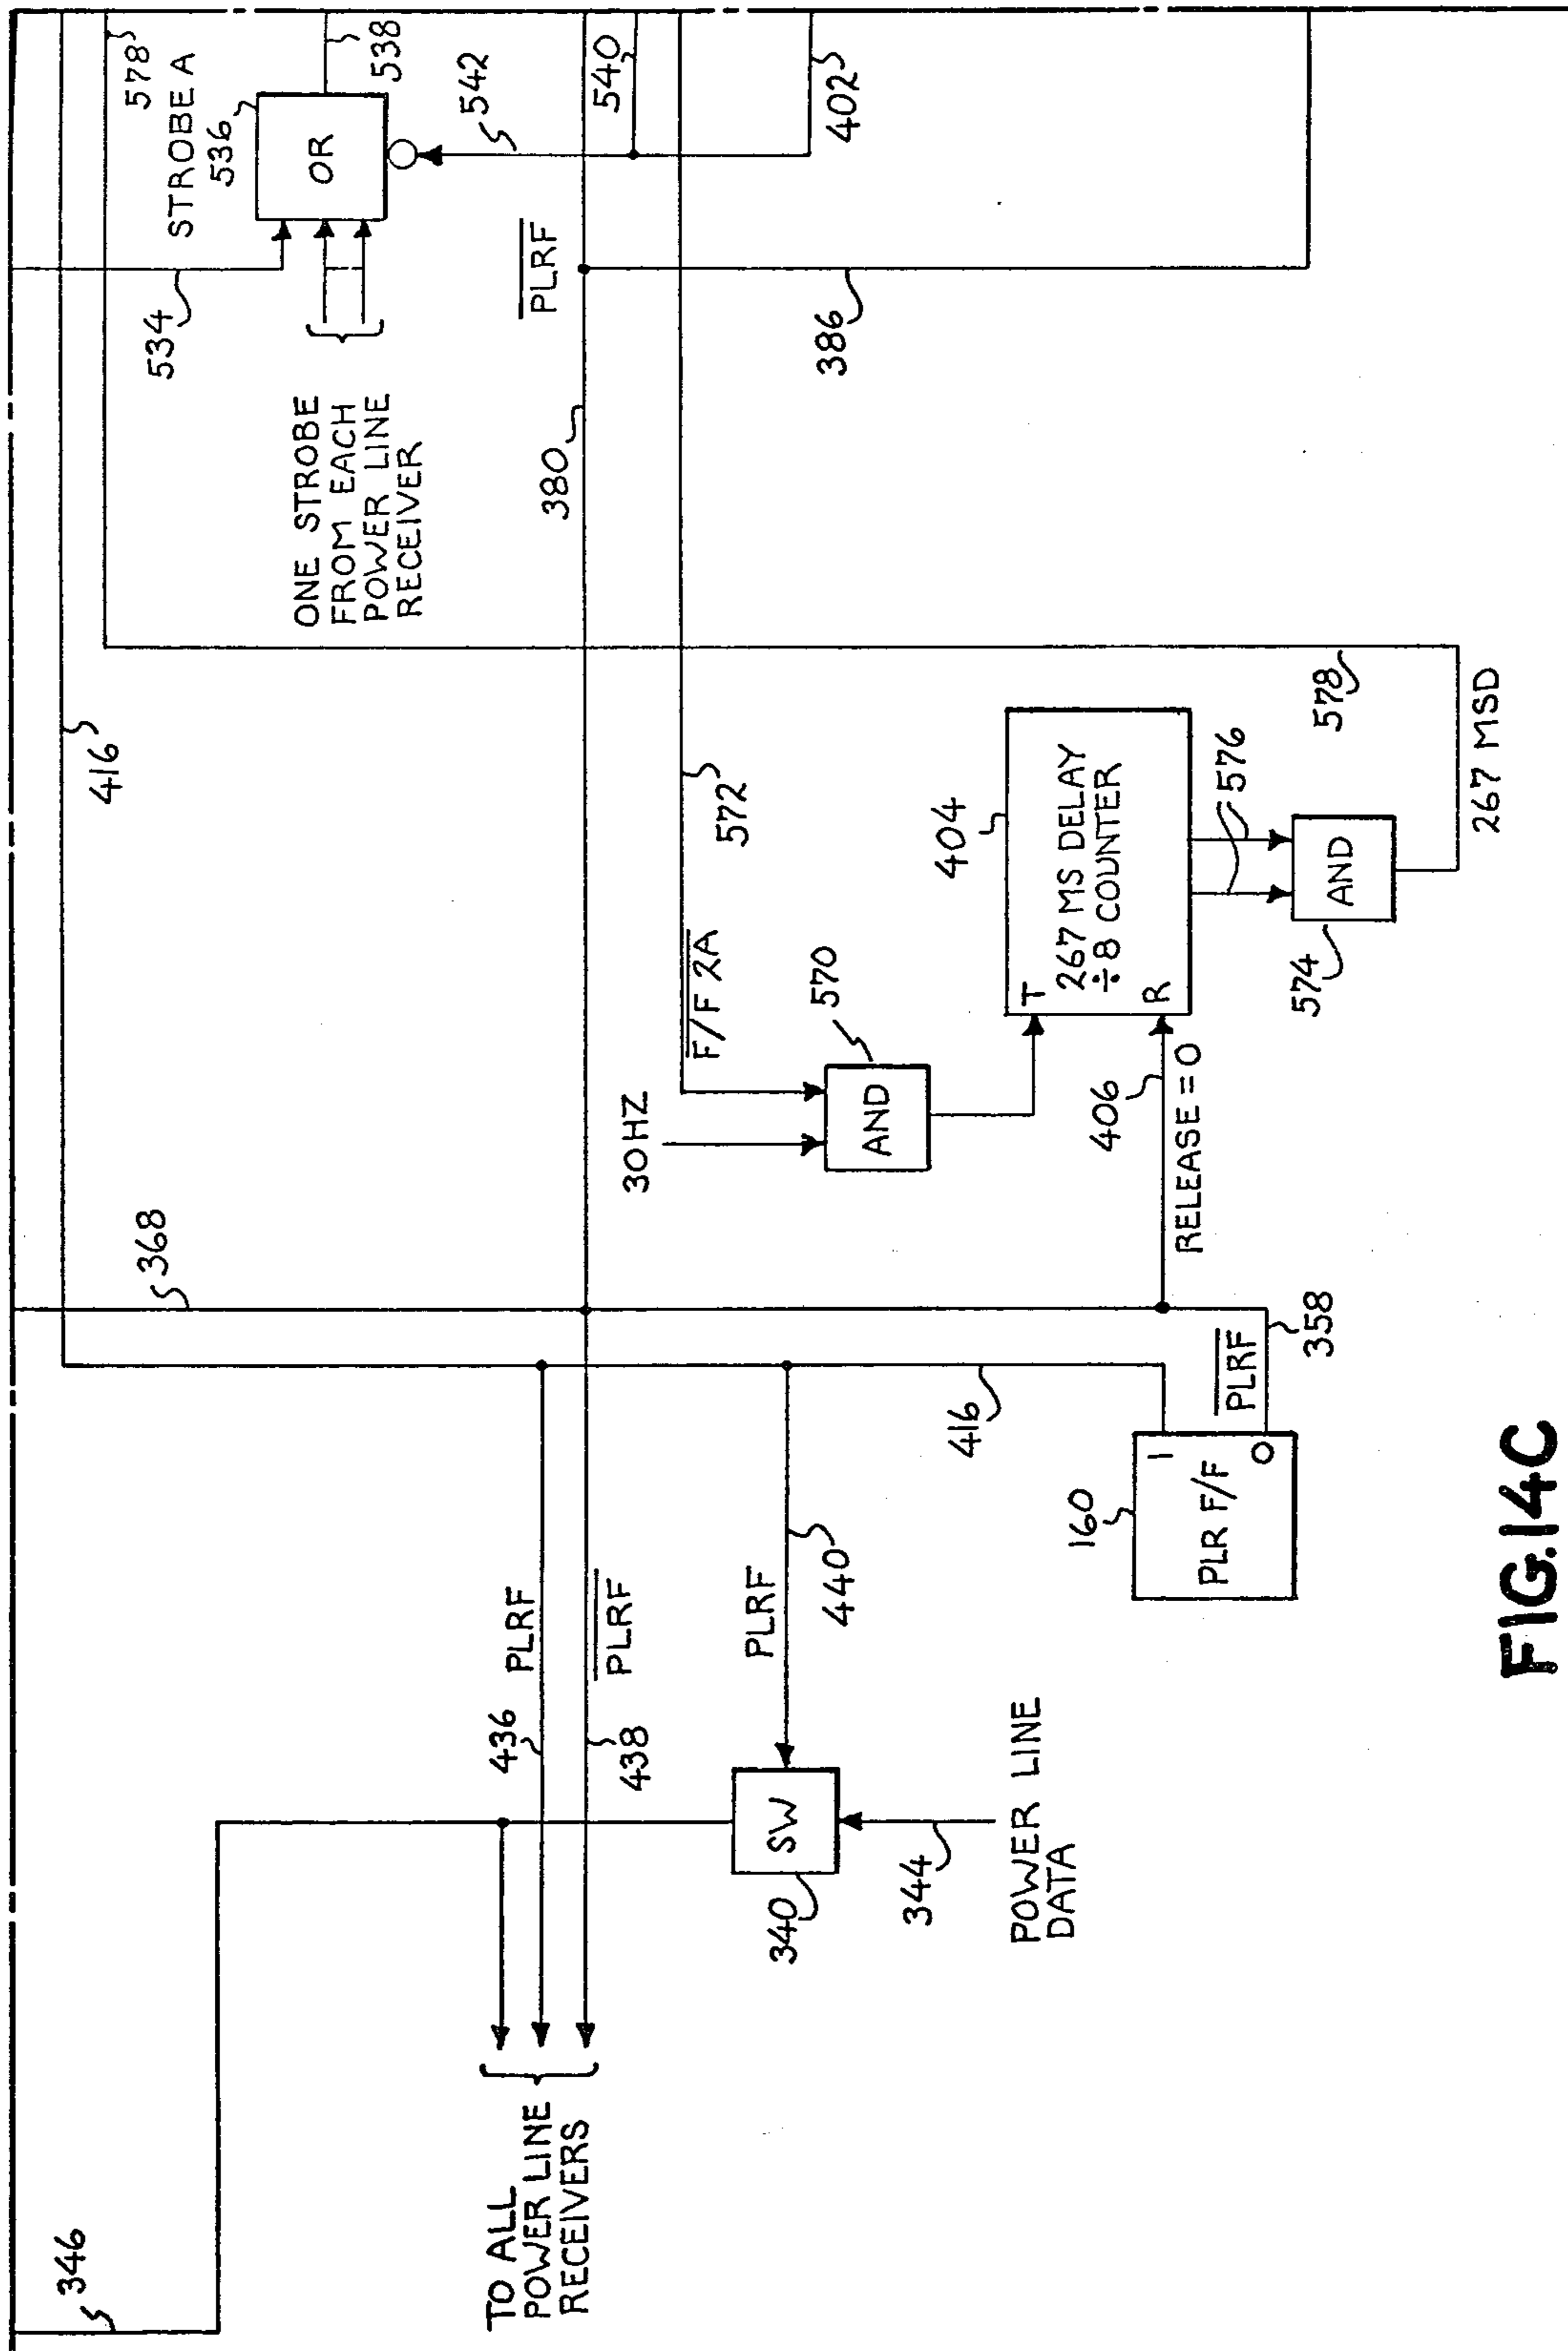 346
416
368
534
578
STROBE A
536
538
ONE STROBE
FROM EACH
POWER LINE
RECEIVER
OR
542
TO ALL
POWER LINE
RECEIVERS
436
PLRF
438
PLRF
380
PLRF
540
30HZ
F/F 2A
572
SW
340
PLRF
440
570
AND
386
402
344
POWER LINE
DATA
416
404
T
267 MS DELAY
÷8 COUNTER
R
406
RELEASE = 0
576
160
1
PLR F/F
0
PLRF
358
574
AND
578
267 MSD
FIG.14C